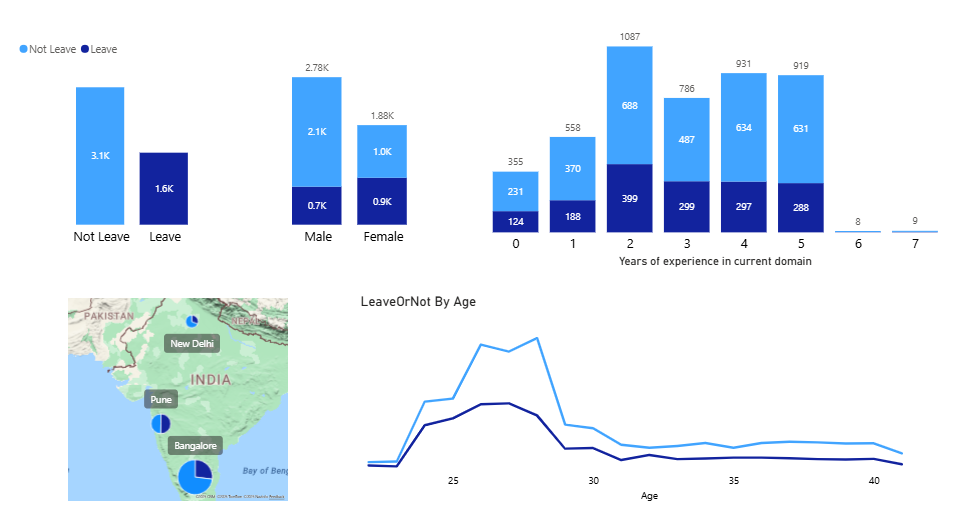 Not Leave Leave
3.1K
1.6K
Not Leave Leave
2.78K
1.88K
2.1K
1.0K
0.7K
0.9K
Male Female
1087
931
919
786
558
355
688
634
631
487
370
231
399
299
297
288
188
124
8
9
0 1 2 3 4 5 6 7
Years of experience in current domain
PAKISTAN
New Delhi
INDIA
Pune
Bangalore
Bay of Beng
LeaveOrNot By Age
25 30 35 40
Age